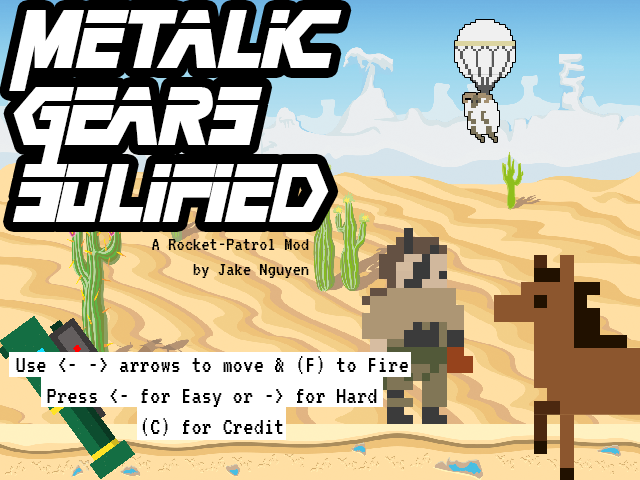 METALIC
GEARS
SOLIFIED
A Rocket-Patrol Mod
by Jake Nguyen
Use <- -> arrows to move & (F) to Fire
Press <- for Easy or -> for Hard
(C) for Credit